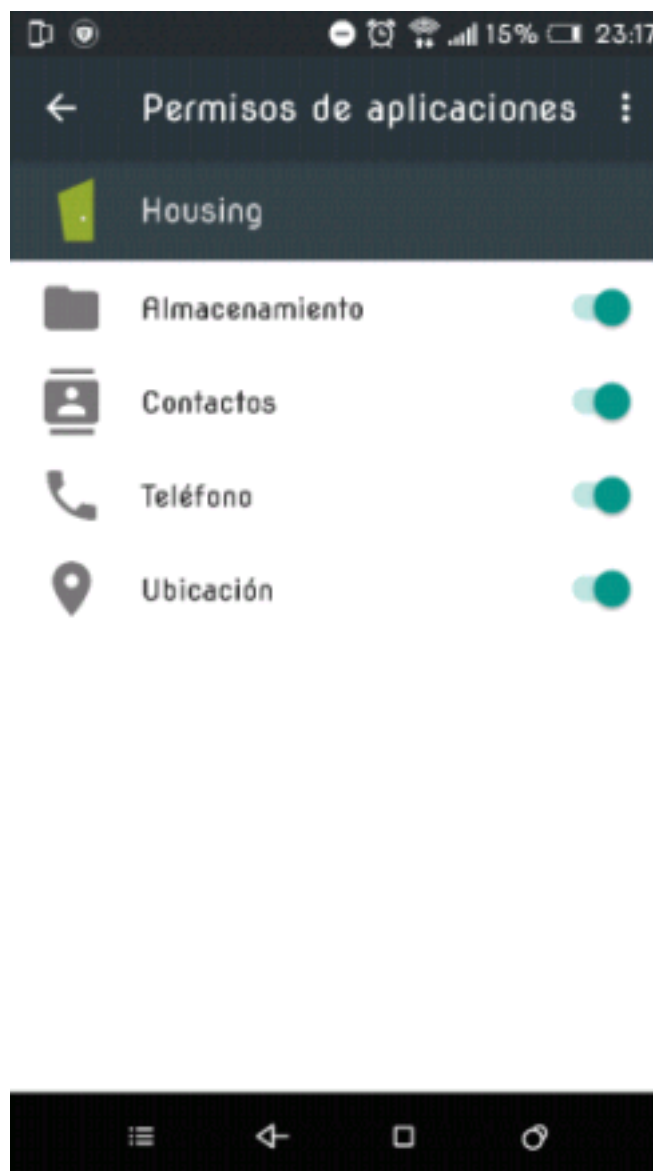 15% 23:17
Permisos de aplicaciones
Housing
Almacenamiento
Contactos
Teléfono
Ubicación